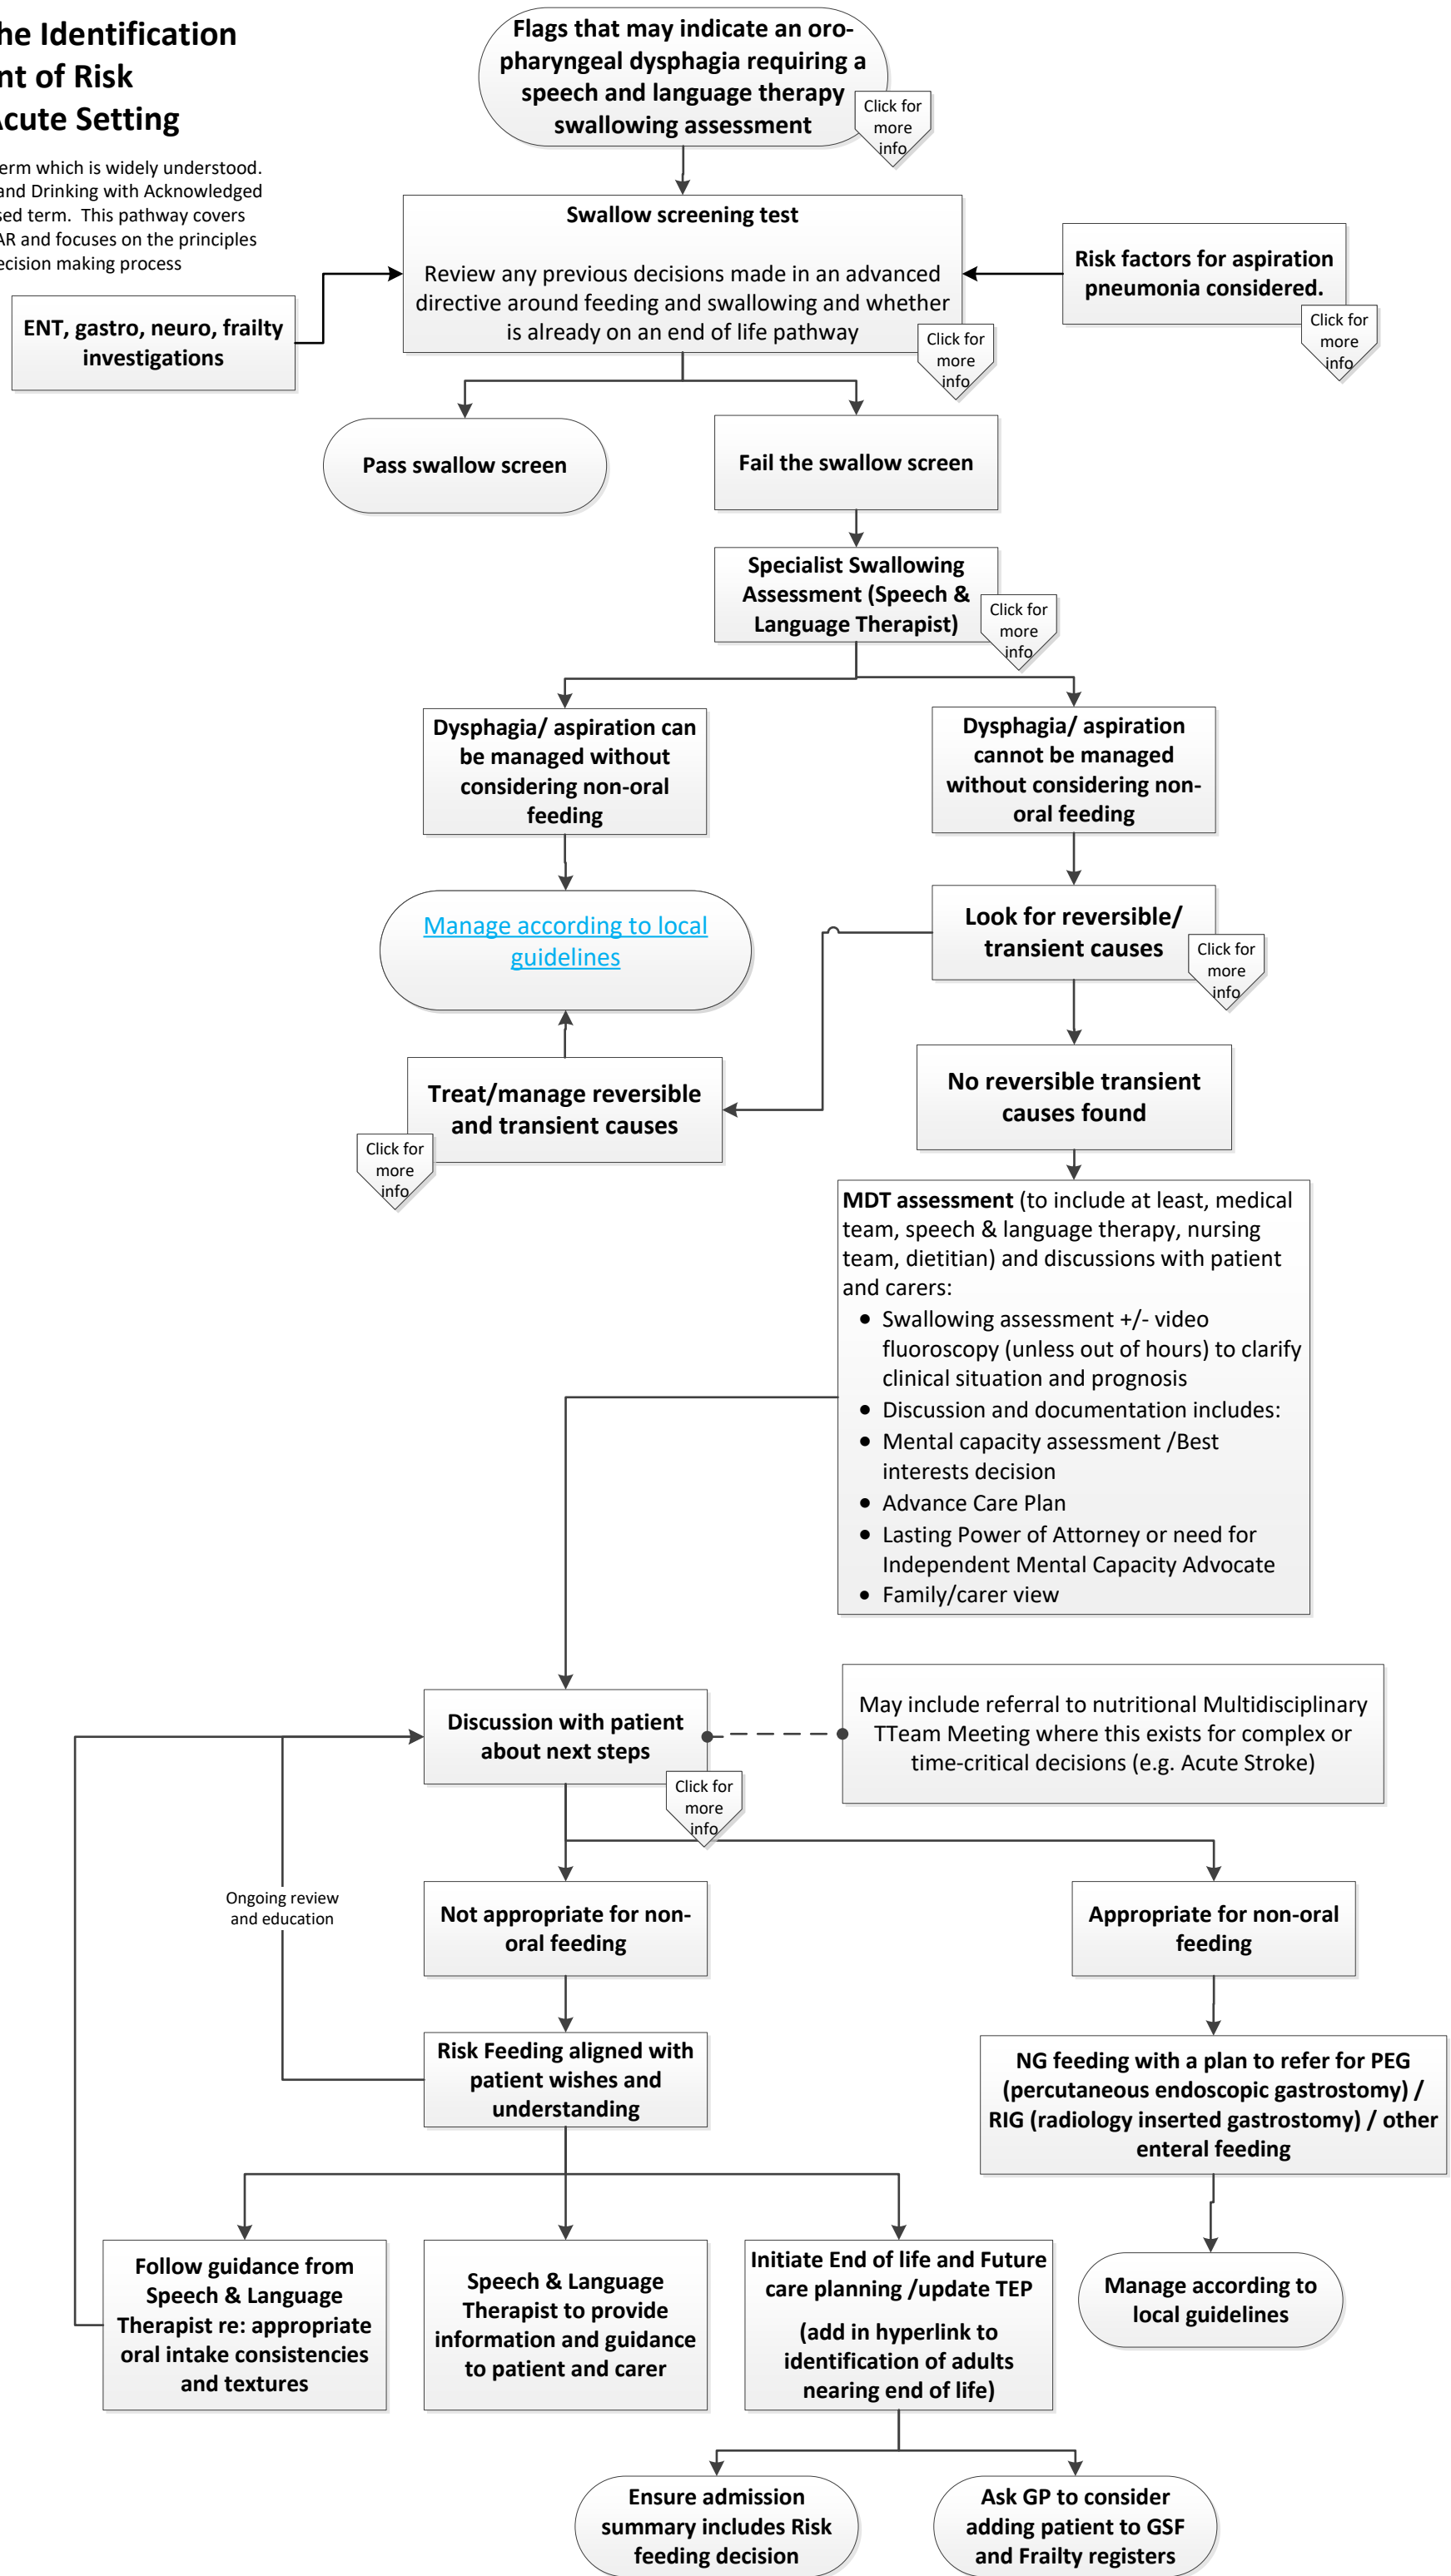 he Identification
nt of Risk
Acute Setting
erm which is widely understood.
and Drinking with Acknowledged
sed term. This pathway covers
AR and focuses on the principles
ecision making process
Flags that may indicate an oro-
pharyngeal dysphagia requiring a
speech and language therapy
swallowing assessment
Click for
more
info
Swallow screening test
Review any previous decisions made in an advanced
directive around feeding and swallowing and whether
is already on an end of life pathway
Click for
more
info
Risk factors for aspiration
pneumonia considered.
Click for
more
info
ENT, gastro, neuro, frailty
investigations
Pass swallow screen
Fail the swallow screen
Specialist Swallowing
Assessment (Speech &
Language Therapist)
Click for
more
info
Dysphagia/ aspiration can
be managed without
considering non-oral
feeding
Dysphagia/ aspiration
cannot be managed
without considering non-
oral feeding
Manage according to local
guidelines
Look for reversible/
transient causes
Click for
more
info
Treat/manage reversible
and transient causes
Click for
more
info
No reversible transient
causes found
MDT assessment (to include at least, medical
team, speech & language therapy, nursing
team, dietitian) and discussions with patient
and carers:
• Swallowing assessment +/- video
fluoroscopy (unless out of hours) to clarify
clinical situation and prognosis
• Discussion and documentation includes:
• Mental capacity assessment /Best
interests decision
• Advance Care Plan
• Lasting Power of Attorney or need for
Independent Mental Capacity Advocate
• Family/carer view
Discussion with patient
about next steps
Click for
more
info
May include referral to nutritional Multidisciplinary
TTeam Meeting where this exists for complex or
time-critical decisions (e.g. Acute Stroke)
Ongoing review
and education
Not appropriate for non-
oral feeding
Appropriate for non-oral
feeding
Risk Feeding aligned with
patient wishes and
understanding
NG feeding with a plan to refer for PEG
(percutaneous endoscopic gastrostomy) /
RIG (radiology inserted gastrostomy) / other
enteral feeding
Follow guidance from
Speech & Language
Therapist re: appropriate
oral intake consistencies
and textures
Speech & Language
Therapist to provide
information and guidance
to patient and carer
Initiate End of life and Future
care planning /update TEP
(add in hyperlink to
identification of adults
nearing end of life)
Manage according to
local guidelines
Ensure admission
summary includes Risk
feeding decision
Ask GP to consider
adding patient to GSF
and Frailty registers